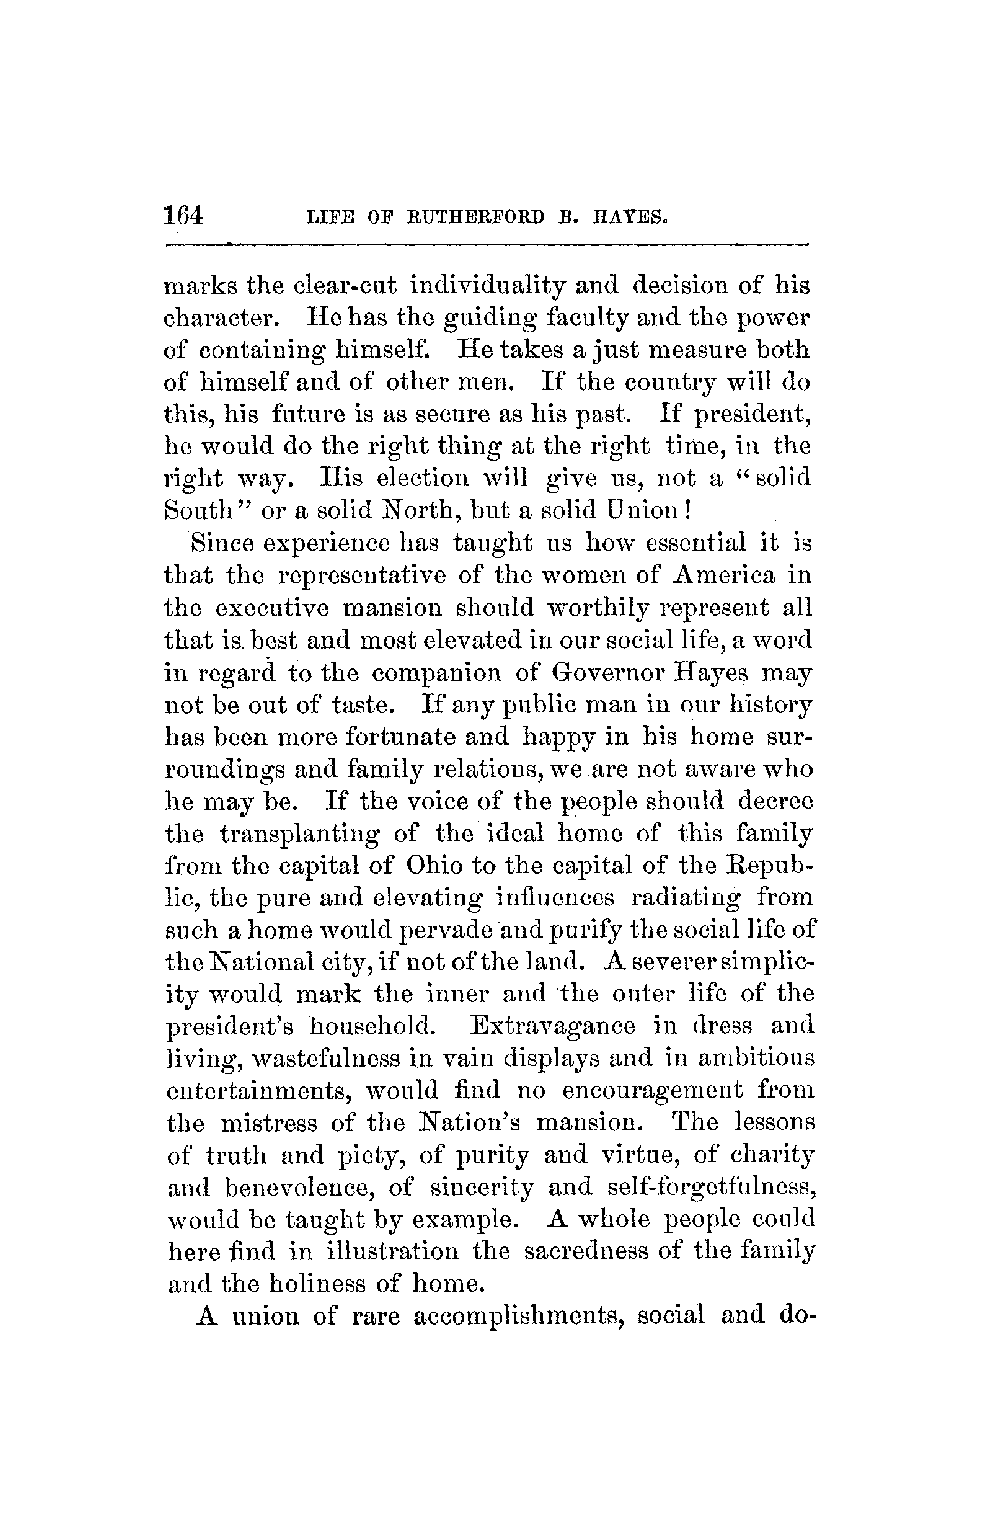 164 LIFE OF RUTHERFORD B. HAYES.
marks the clear-cut individuality and decision of his
character. He has the guiding faculty and the power
of containing himself. He takes a just measure both
of himself and of other men. If the country will do
this, his future is as secure as his past. If president,
he would do the right thing at the right time, in the
right way. His election will give us, not a “solid
South” or a solid North, but a solid Union!
Since experience has taught us how essential it is
that the representative of the women of America in
the executive mansion should worthily represent all
that is best and most elevated in our social life, a word
in regard to the companion of Governor Hayes may
not be out of taste. If any public man in our history
has been more fortunate and happy in his home sur-
roundings and family relations, we are not aware who
he may be. If the voice of the people should decree
the transplanting of the ideal home of this family
from the capital of Ohio to the capital of the Repub-
lic, the pure and elevating influences radiating from
such a home would pervade and purify the social life of
the National city, if not of the land. A severer simplic-
ity would mark the inner and the outer life of the
president's household. Extravagance in dress and
living, wastefulness in vain displays and in ambitious
entertainments, would find no encouragement from
the mistress of the Nation's mansion. The lessons
of truth and piety, of purity and virtue, of charity
and benevolence, of sincerity and self-forgetfulness,
would be taught by example. A whole people could
here find in illustration the sacredness of the family
and the holiness of home.
A union of rare accomplishments, social and do-